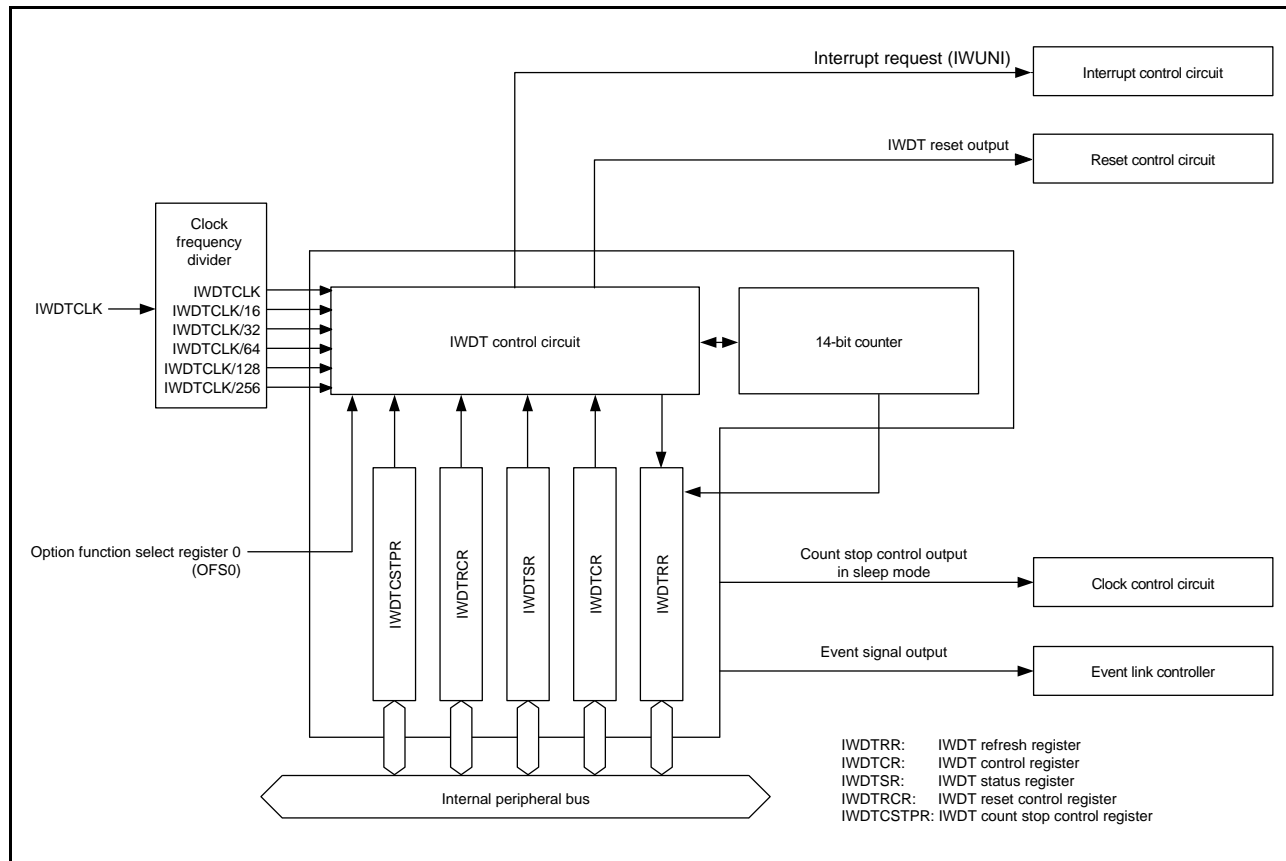 Interrupt request (IWUNI)
Interrupt control circuit
IWDT reset output
Reset control circuit
Clock
frequency
divider
IWDTCLK
IWDTCLK
IWDTCLK/16
IWDTCLK/32
IWDTCLK/64
IWDTCLK/128
IWDTCLK/256
IWDT control circuit
14-bit counter
Option function select register 0
(OFS0)
IWDTCSTPR
IWDTRCR
IWDTSR
IWDTCR
IWDTRR
Count stop control output
in sleep mode
Clock control circuit
Event signal output
Event link controller
Internal peripheral bus
IWDTRR: IWDT refresh register
IWDTCR: IWDT control register
IWDTSR: IWDT status register
IWDTRCR: IWDT reset control register
IWDTCSTPR: IWDT count stop control register